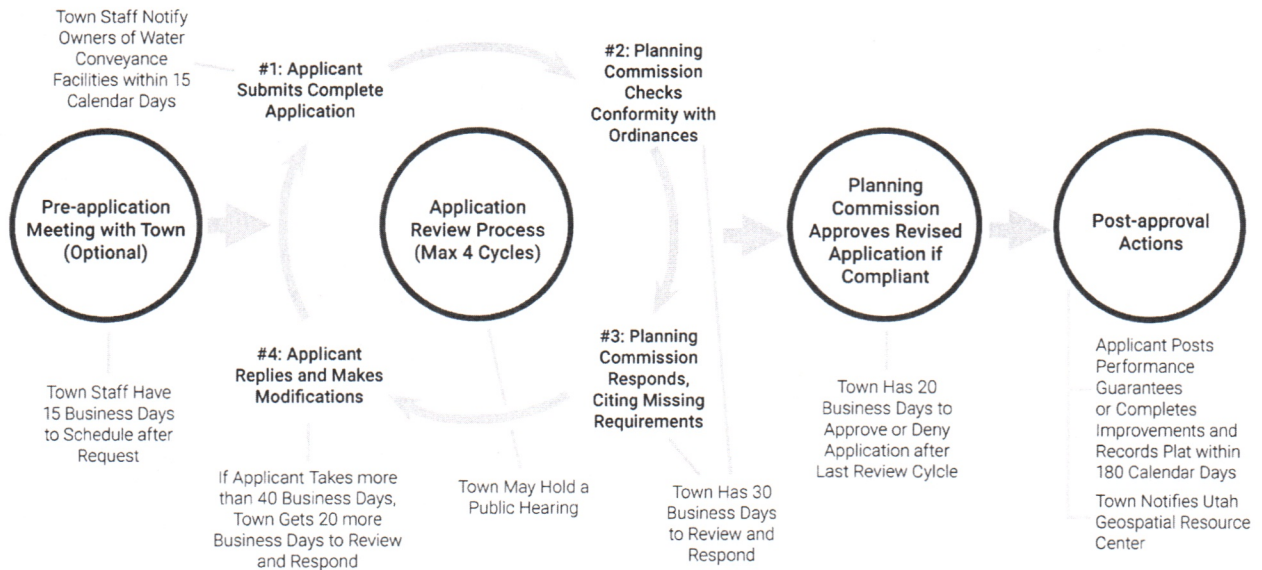 Town Staff Notify
Owners of Water
Conveyance
Facilities within 15
Calendar Days
#1: Applicant
Submits Complete
Application
#2: Planning
Commission
Checks
Conformity with
Ordinances
Pre-application
Meeting with Town
(Optional)
Application
Review Process
(Max 4 Cycles)
Planning
Commission
Approves Revised
Application if
Compliant
Post-approval
Actions
#4: Applicant
Replies and Makes
Modifications
#3: Planning
Commission
Responds,
Citing Missing
Requirements
Town Staff Have
15 Business Days
to Schedule after
Request
If Applicant Takes more
than 40 Business Days,
Town Gets 20 more
Business Days to Review
and Respond
Town May Hold a
Public Hearing
Town Has 30
Business Days
to Review and
Respond
Town Has 20
Business Days to
Approve or Deny
Application after
Last Review Cylcle
Applicant Posts
Performance
Guarantees
or Completes
Improvements and
Records Plat within
180 Calendar Days
Town Notifies Utah
Geospatial Resource
Center